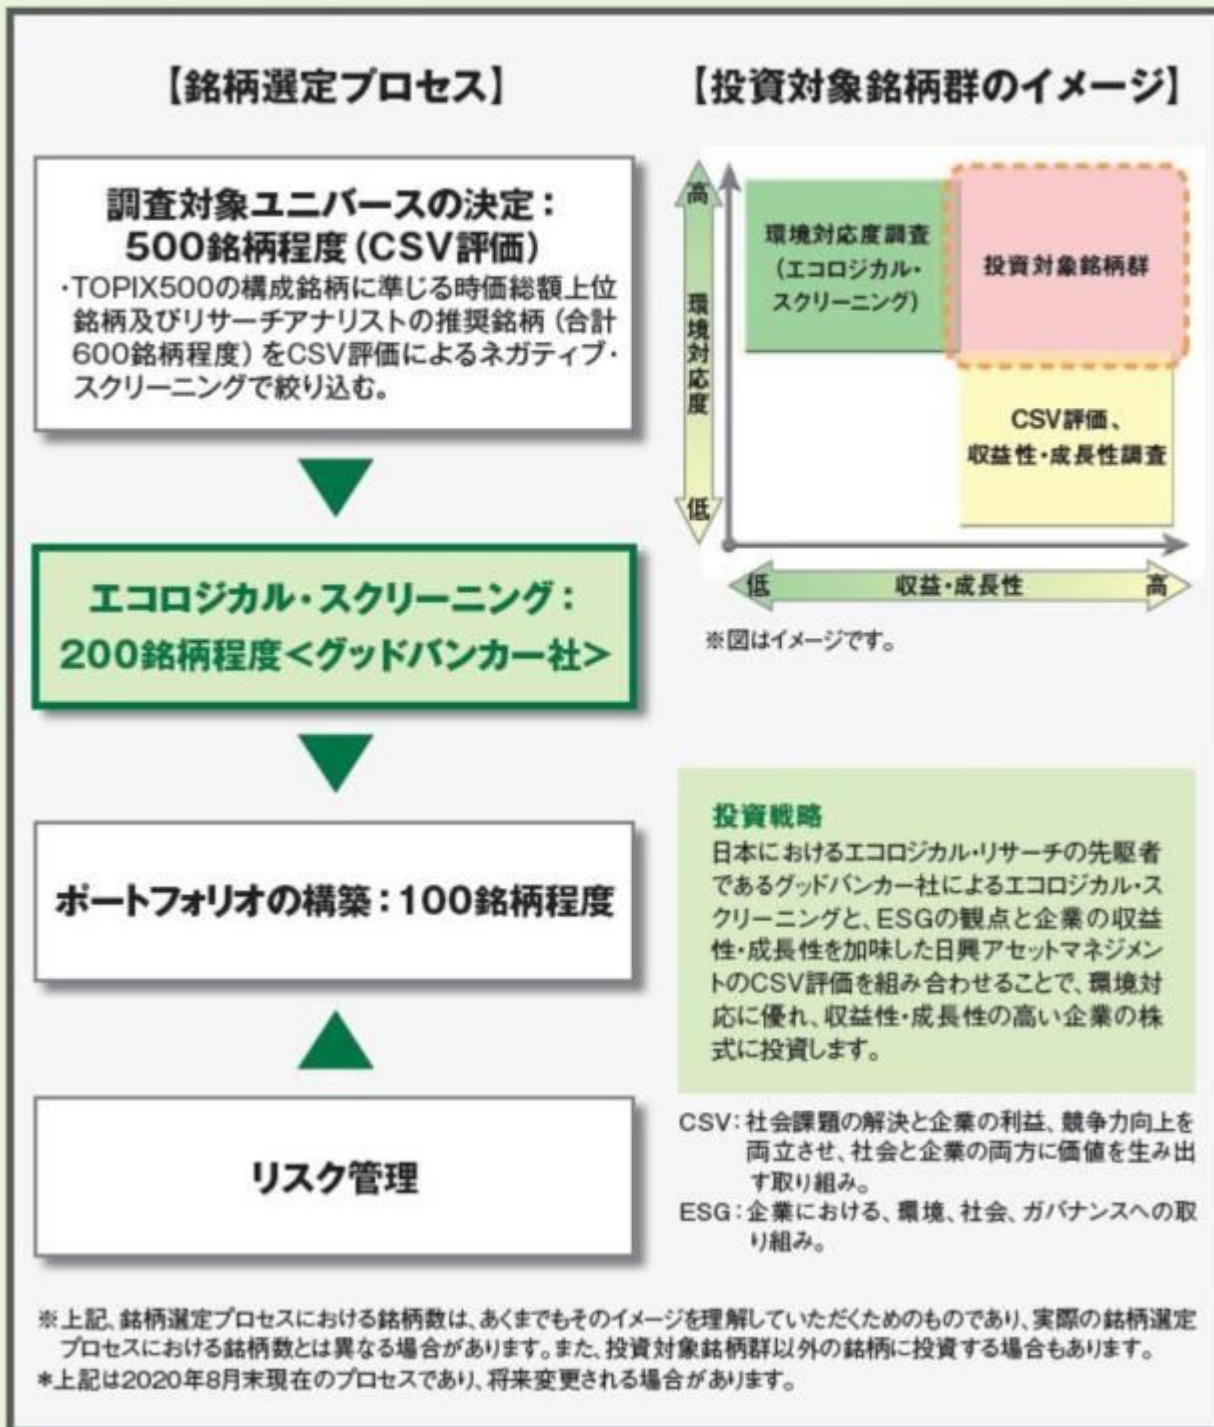 【銘柄選定プロセス】
調査対象ユニバースの決定：
500銘柄程度（CSV評価）
・TOPIX500の構成銘柄に準じる時価総額上位
銘柄及びリサーチアナリストの推奨銘柄（合計
600銘柄程度）をCSV評価によるネガティブ・
スクリーニングで絞り込む。
エコロジカル・スクリーニング：
200銘柄程度<グッドバンカー社>
ポートフォリオの構築：100銘柄程度
リスク管理
【投資対象銘柄群のイメージ】
高
環境対応度
低
環境対応度調査
（エコロジカル・
スクリーニング）
投資対象銘柄群
CSV評価、
収益性・成長性調査
低 収益・成長性 高
※図はイメージです。
投資戦略
日本におけるエコロジカル・リサーチの先駆者
であるグッドバンカー社によるエコロジカル・ス
クリーニングと、ESGの観点と企業の収益
性・成長性を加味した日興アセットマネジメン
トのCSV評価を組み合わせることで、環境対
応に優れ、収益性・成長性の高い企業の株
式に投資します。
CSV：社会課題の解決と企業の利益、競争力向上を
両立させ、社会と企業の両方に価値を生み出
す取り組み。
ESG：企業における、環境、社会、ガバナンスへの取
り組み。
※上記、銘柄選定プロセスにおける銘柄数は、あくまでもそのイメージを理解していただくためのものであり、実際の銘柄選定
プロセスにおける銘柄数とは異なる場合があります。また、投資対象銘柄群以外の銘柄に投資する場合もあります。
＊上記は2020年8月末現在のプロセスであり、将来変更される場合があります。